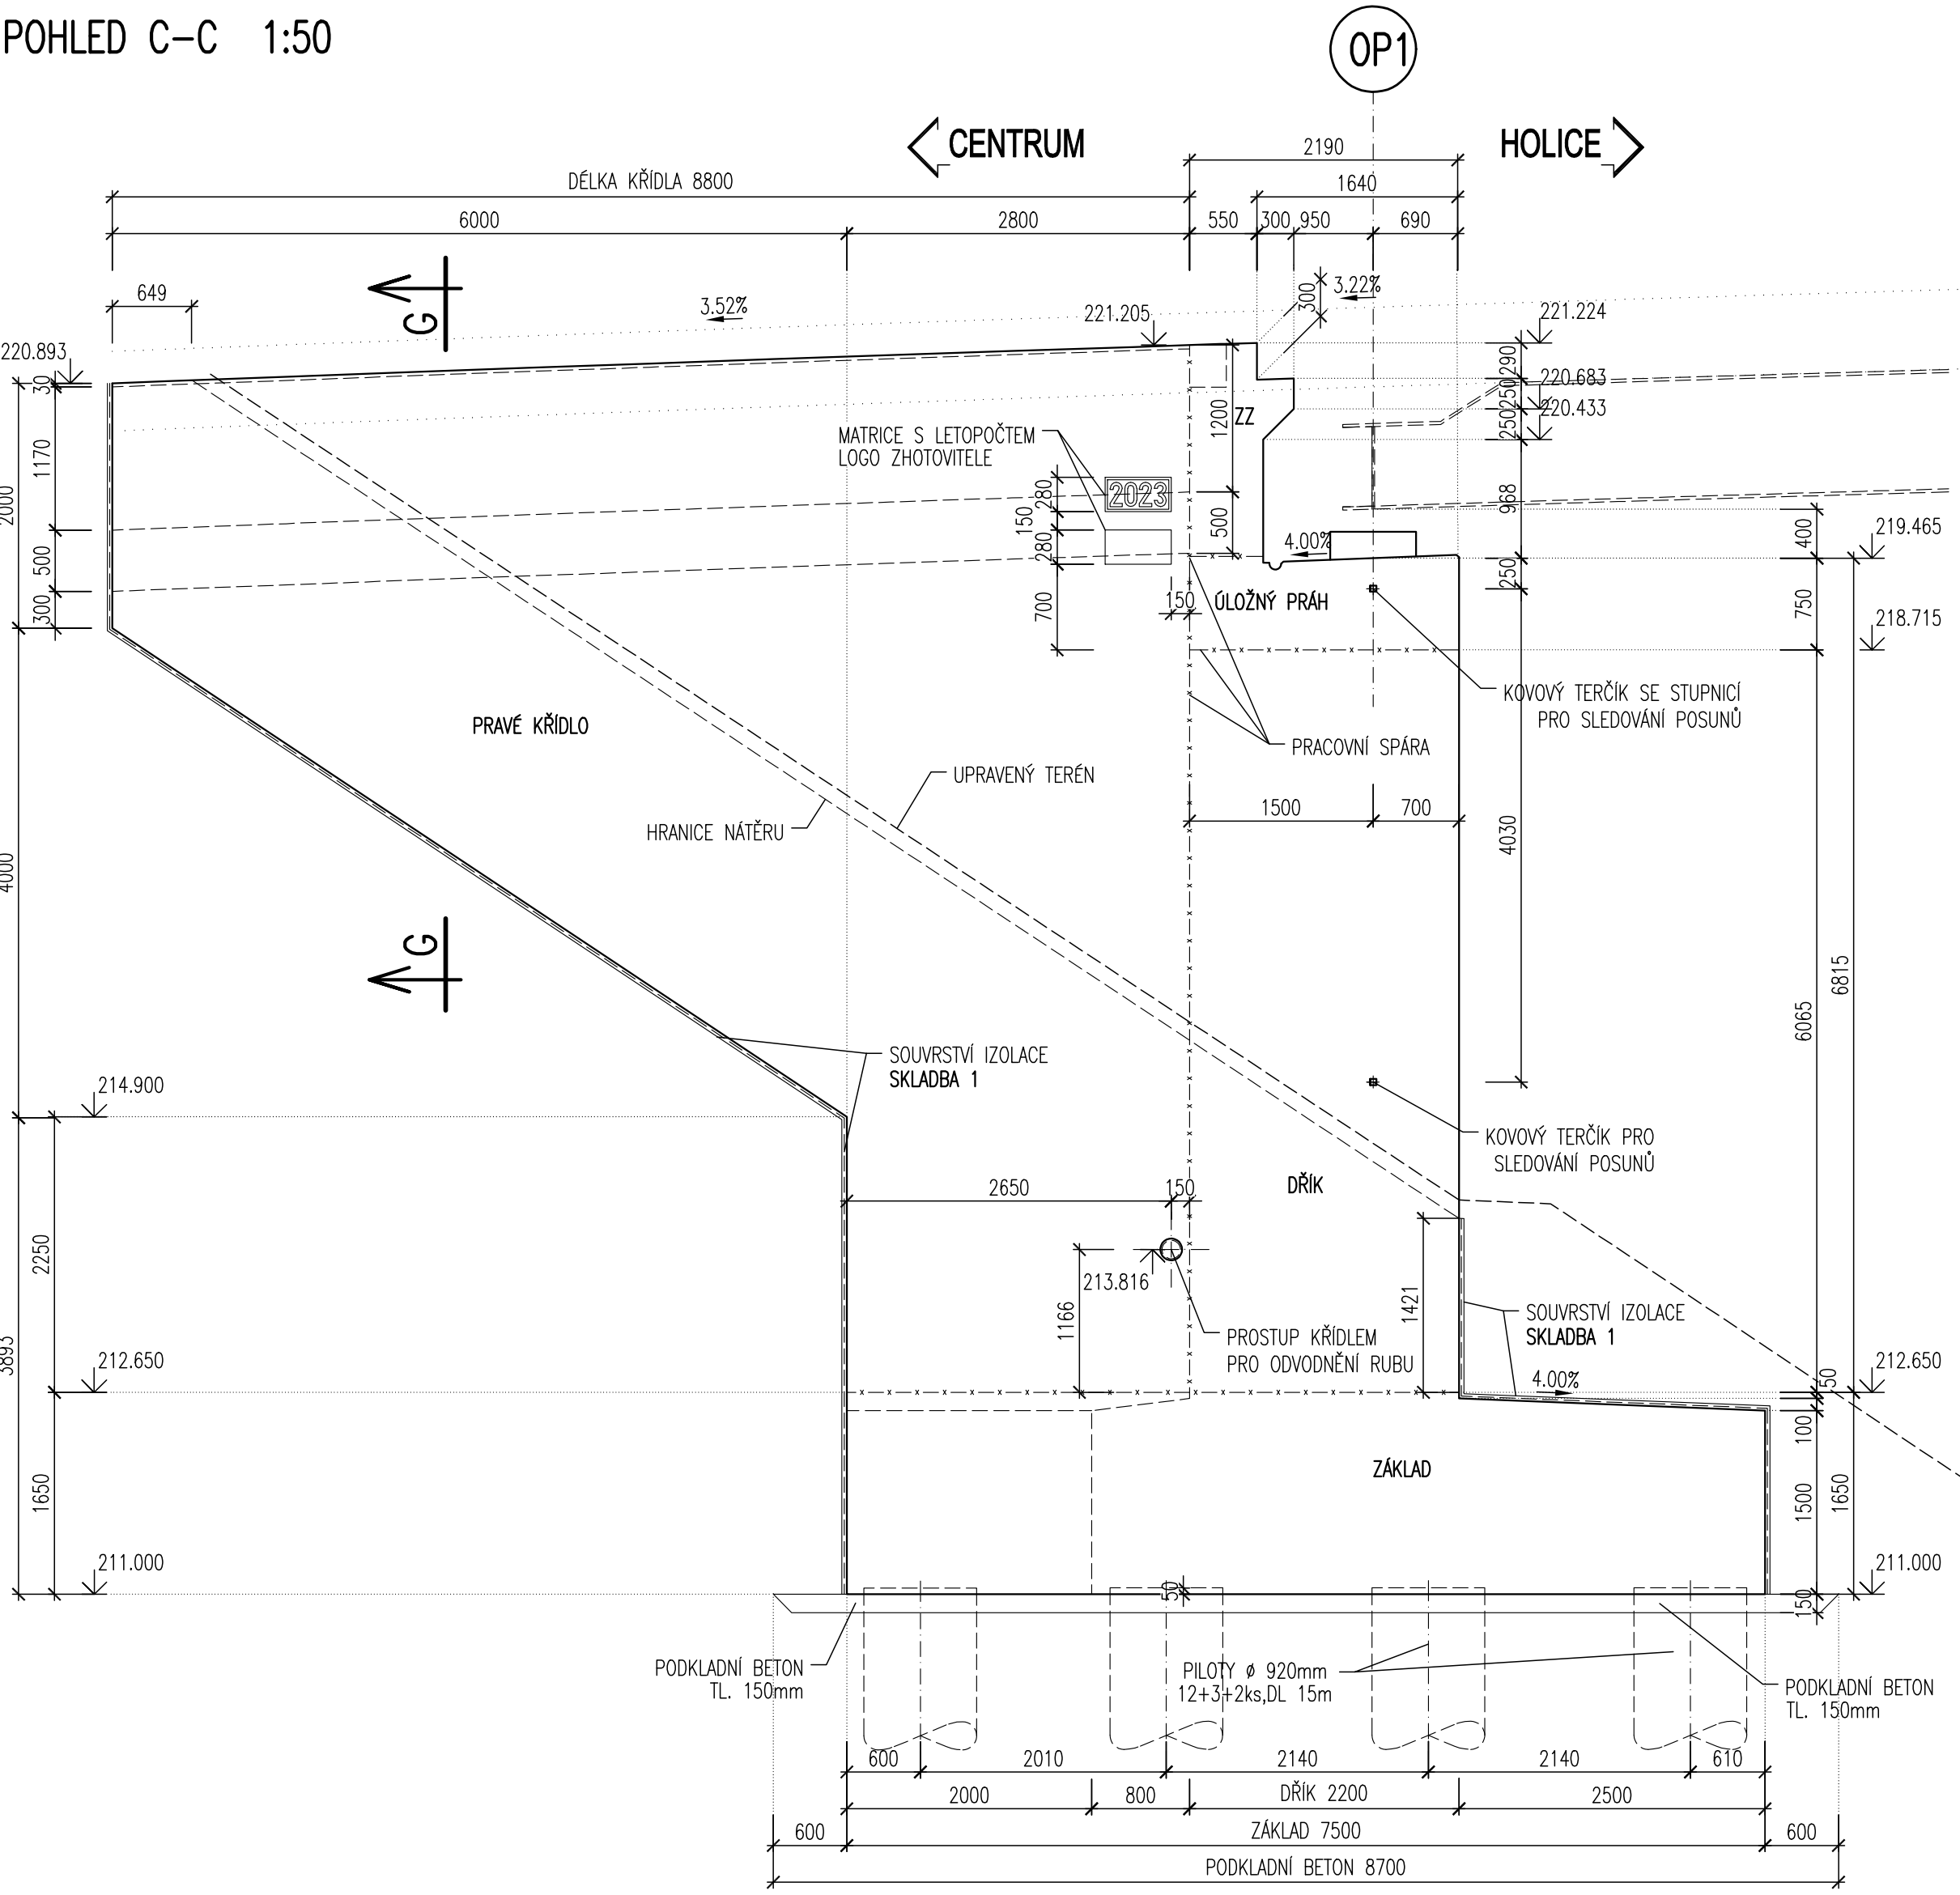 POHLED C–C 1:50
OP1
CENTRUM
HOLICE
2190
DÉLKA KŘÍDLA 8800
1640
6000
2800
550
300
950
690
649
G
3.52%
300
3.22%
221.205
221.224
220.893
30
290
220.683
250
220.433
250
1200
ZZ
MATRICE S LETOPOČTEM
LOGO ZHOTOVITELE
1170
2000
280
2023
150
280
500
968
400
219.465
4.00%
500
250
300
700
150
ÚLOŽNÝ PRÁH
750
218.715
KOVOVÝ TERČÍK SE STUPNICÍ
PRO SLEDOVÁNÍ POSUNŮ
PRAVÉ KŘÍDLO
PRACOVNÍ SPÁRA
UPRAVENÝ TERÉN
1500
700
HRANICE NÁTĚRU
4030
4000
G
6815
6065
SOUVRSTVÍ IZOLACE
SKLADBA 1
214.900
KOVOVÝ TERČÍK PRO
SLEDOVÁNÍ POSUNŮ
2650
150
DŘÍK
2250
213.816
1166
1421
SOUVRSTVÍ IZOLACE
SKLADBA 1
PROSTUP KŘÍDLEM
PRO ODVODNĚNÍ RUBU
3893
212.650
4.00%
50
212.650
100
ZÁKLAD
1650
1500
1650
211.000
50
211.000
150
PODKLADNÍ BETON
TL. 150mm
PILOTY ø 920mm
12+3+2ks,DL 15m
PODKLADNÍ BETON
TL. 150mm
600
2010
2140
2140
610
2000
800
DŘÍK 2200
2500
600
ZÁKLAD 7500
600
PODKLADNÍ BETON 8700